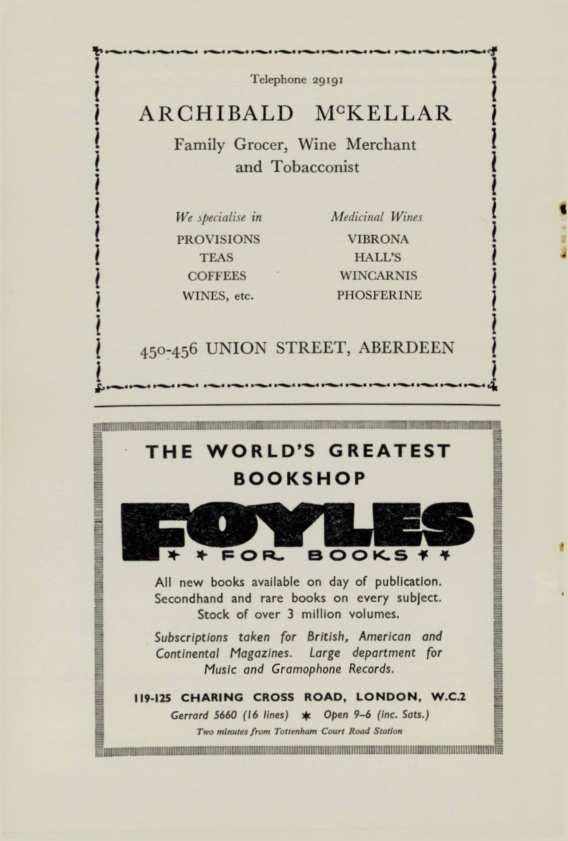 Telephone 29191
ARCHIBALD McKELLAR
Family Grocer, Wine Merchant
and Tobacconist
We specialise in
PROVISIONS
TEAS
COFFEES
WINES, etc.
Medicinal Wines
VIBRONA
HALL'S
WINCARNIS
PHOSFERINE
450-456 UNION STREET, ABERDEEN
THE WORLD'S GREATEST
BOOKSHOP
FOYLES
* * FOR BOOKS * *
All new books available on day of publication.
Secondhand and rare books on every subject.
Stock of over 3 million volumes.
Subscriptions taken for British, American and
Continental Magazines. Large department for
Music and Gramophone Records.
119-125 CHARING CROSS ROAD, LONDON, W.C.2
Gerrard 5660 (16 lines) * Open 9–6 (inc. Sats.)
Two minutes from Tottenham Court Road Station